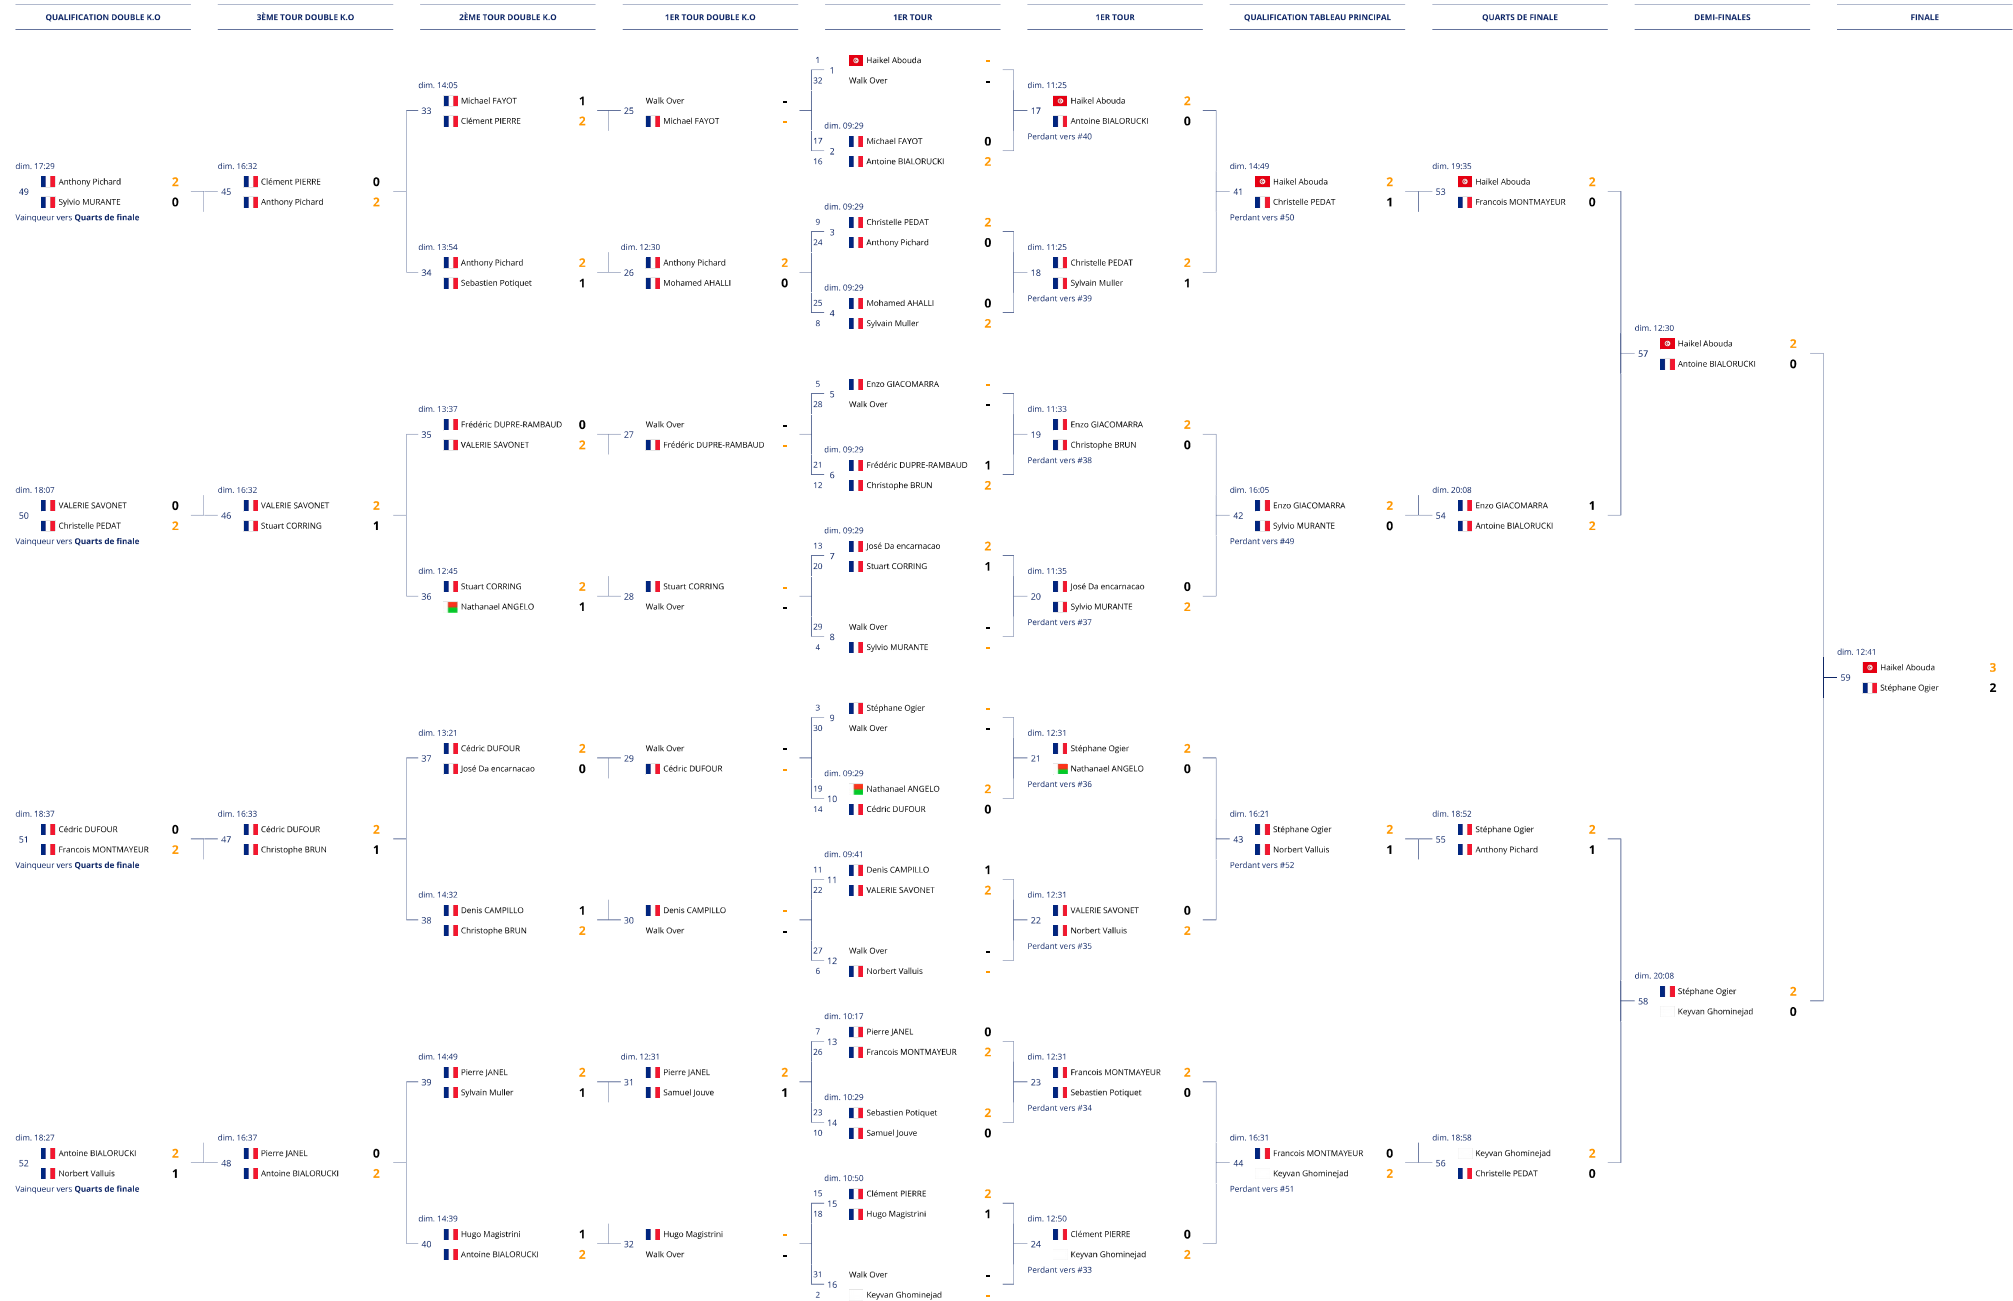 QUALIFICATION DOUBLE K.O
3ÈME TOUR DOUBLE K.O
2ÈME TOUR DOUBLE K.O
1ER TOUR DOUBLE K.O
1ER TOUR
1ER TOUR
QUALIFICATION TABLEAU PRINCIPAL
QUARTS DE FINALE
DEMI-FINALES
FINALE
dim. 17:29
49
Anthony Pichard 2
Sylvio MURANTE 0
Vainqueur vers Quarts de finale
dim. 18:07
50
VALERIE SAVONET 0
Christelle PEDAT 2
Vainqueur vers Quarts de finale
dim. 18:37
51
Cédric DUFOUR 0
Francois MONTMAYEUR 2
Vainqueur vers Quarts de finale
dim. 18:27
52
Antoine BIALORUCKI 2
Norbert Valluis 1
Vainqueur vers Quarts de finale
dim. 16:32
45
Clément PIERRE 0
Anthony Pichard 2
dim. 16:32
46
VALERIE SAVONET 2
Stuart CORRING 1
dim. 16:33
47
Cédric DUFOUR 2
Christophe BRUN 1
dim. 16:37
48
Pierre JANEL 0
Antoine BIALORUCKI 2
dim. 14:05
33
Michael FAYOT 1
Clément PIERRE 2
dim. 13:54
34
Anthony Pichard 2
Sebastien Potiquet 1
dim. 13:37
35
Frédéric DUPRE-RAMBAUD 0
VALERIE SAVONET 2
dim. 12:45
36
Stuart CORRING 2
Nathanael ANGELO 1
dim. 13:21
37
Cédric DUFOUR 2
José Da encarnacao 0
dim. 14:32
38
Denis CAMPILLO 1
Christophe BRUN 2
dim. 14:49
39
Pierre JANEL 2
Sylvain Muller 1
dim. 14:39
40
Hugo Magistrini 1
Antoine BIALORUCKI 2
25
Walk Over -
Michael FAYOT -
dim. 12:30
26
Anthony Pichard 2
Mohamed AHALLI 0
27
Walk Over -
Frédéric DUPRE-RAMBAUD -
28
Stuart CORRING -
Walk Over -
29
Walk Over -
Cédric DUFOUR -
30
Denis CAMPILLO -
Walk Over -
dim. 12:31
31
Pierre JANEL 2
Samuel Jouve 1
32
Hugo Magistrini -
Walk Over -
1
1 Haikel Abouda -
32 Walk Over -
dim. 09:29
2
17 Michael FAYOT 0
16 Antoine BIALORUCKI 2
dim. 09:29
3
9 Christelle PEDAT 2
24 Anthony Pichard 0
dim. 09:29
4
25 Mohamed AHALLI 0
8 Sylvain Muller 2
5
5 Enzo GIACOMARRA -
28 Walk Over -
dim. 09:29
6
21 Frédéric DUPRE-RAMBAUD 1
12 Christophe BRUN 2
dim. 09:29
7
13 José Da encarnacao 2
20 Stuart CORRING 1
8
29 Walk Over -
4 Sylvio MURANTE -
9
3 Stéphane Ogier -
30 Walk Over -
dim. 09:29
10
19 Nathanael ANGELO 2
14 Cédric DUFOUR 0
dim. 09:41
11
11 Denis CAMPILLO 1
22 VALERIE SAVONET 2
12
27 Walk Over -
6 Norbert Valluis -
dim. 10:17
13
7 Pierre JANEL 0
26 Francois MONTMAYEUR 2
dim. 10:29
14
23 Sebastien Potiquet 2
10 Samuel Jouve 0
dim. 10:50
15
15 Clément PIERRE 2
18 Hugo Magistrini 1
16
31 Walk Over -
2 Keyvan Ghominejad -
dim. 11:25
17
Haikel Abouda 2
Antoine BIALORUCKI 0
Perdant vers #40
dim. 11:25
18
Christelle PEDAT 2
Sylvain Muller 1
Perdant vers #39
dim. 11:33
19
Enzo GIACOMARRA 2
Christophe BRUN 0
Perdant vers #38
dim. 11:35
20
José Da encarnacao 0
Sylvio MURANTE 2
Perdant vers #37
dim. 12:31
21
Stéphane Ogier 2
Nathanael ANGELO 0
Perdant vers #36
dim. 12:31
22
VALERIE SAVONET 0
Norbert Valluis 2
Perdant vers #35
dim. 12:31
23
Francois MONTMAYEUR 2
Sebastien Potiquet 0
Perdant vers #34
dim. 12:50
24
Clément PIERRE 0
Keyvan Ghominejad 2
Perdant vers #33
dim. 14:49
41
Haikel Abouda 2
Christelle PEDAT 1
Perdant vers #50
dim. 16:05
42
Enzo GIACOMARRA 2
Sylvio MURANTE 0
Perdant vers #49
dim. 16:21
43
Stéphane Ogier 2
Norbert Valluis 1
Perdant vers #52
dim. 16:31
44
Francois MONTMAYEUR 0
Keyvan Ghominejad 2
Perdant vers #51
dim. 19:35
53
Haikel Abouda 2
Francois MONTMAYEUR 0
dim. 20:08
54
Enzo GIACOMARRA 1
Antoine BIALORUCKI 2
dim. 18:52
55
Stéphane Ogier 2
Anthony Pichard 1
dim. 18:58
56
Keyvan Ghominejad 2
Christelle PEDAT 0
dim. 12:30
57
Haikel Abouda 2
Antoine BIALORUCKI 0
dim. 20:08
58
Stéphane Ogier 2
Keyvan Ghominejad 0
dim. 12:41
59
Haikel Abouda 3
Stéphane Ogier 2